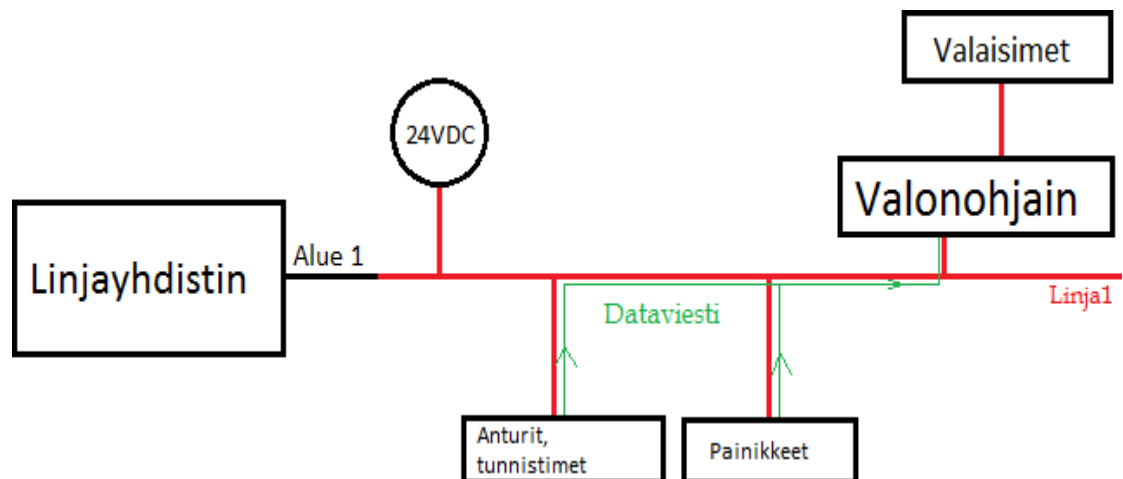 Valaisimet
24VDC
Valonohjain
Linjayhdistin
Alue 1
Linja1
Dataviesti
Anturit,
tunnistimet
Painikkeet